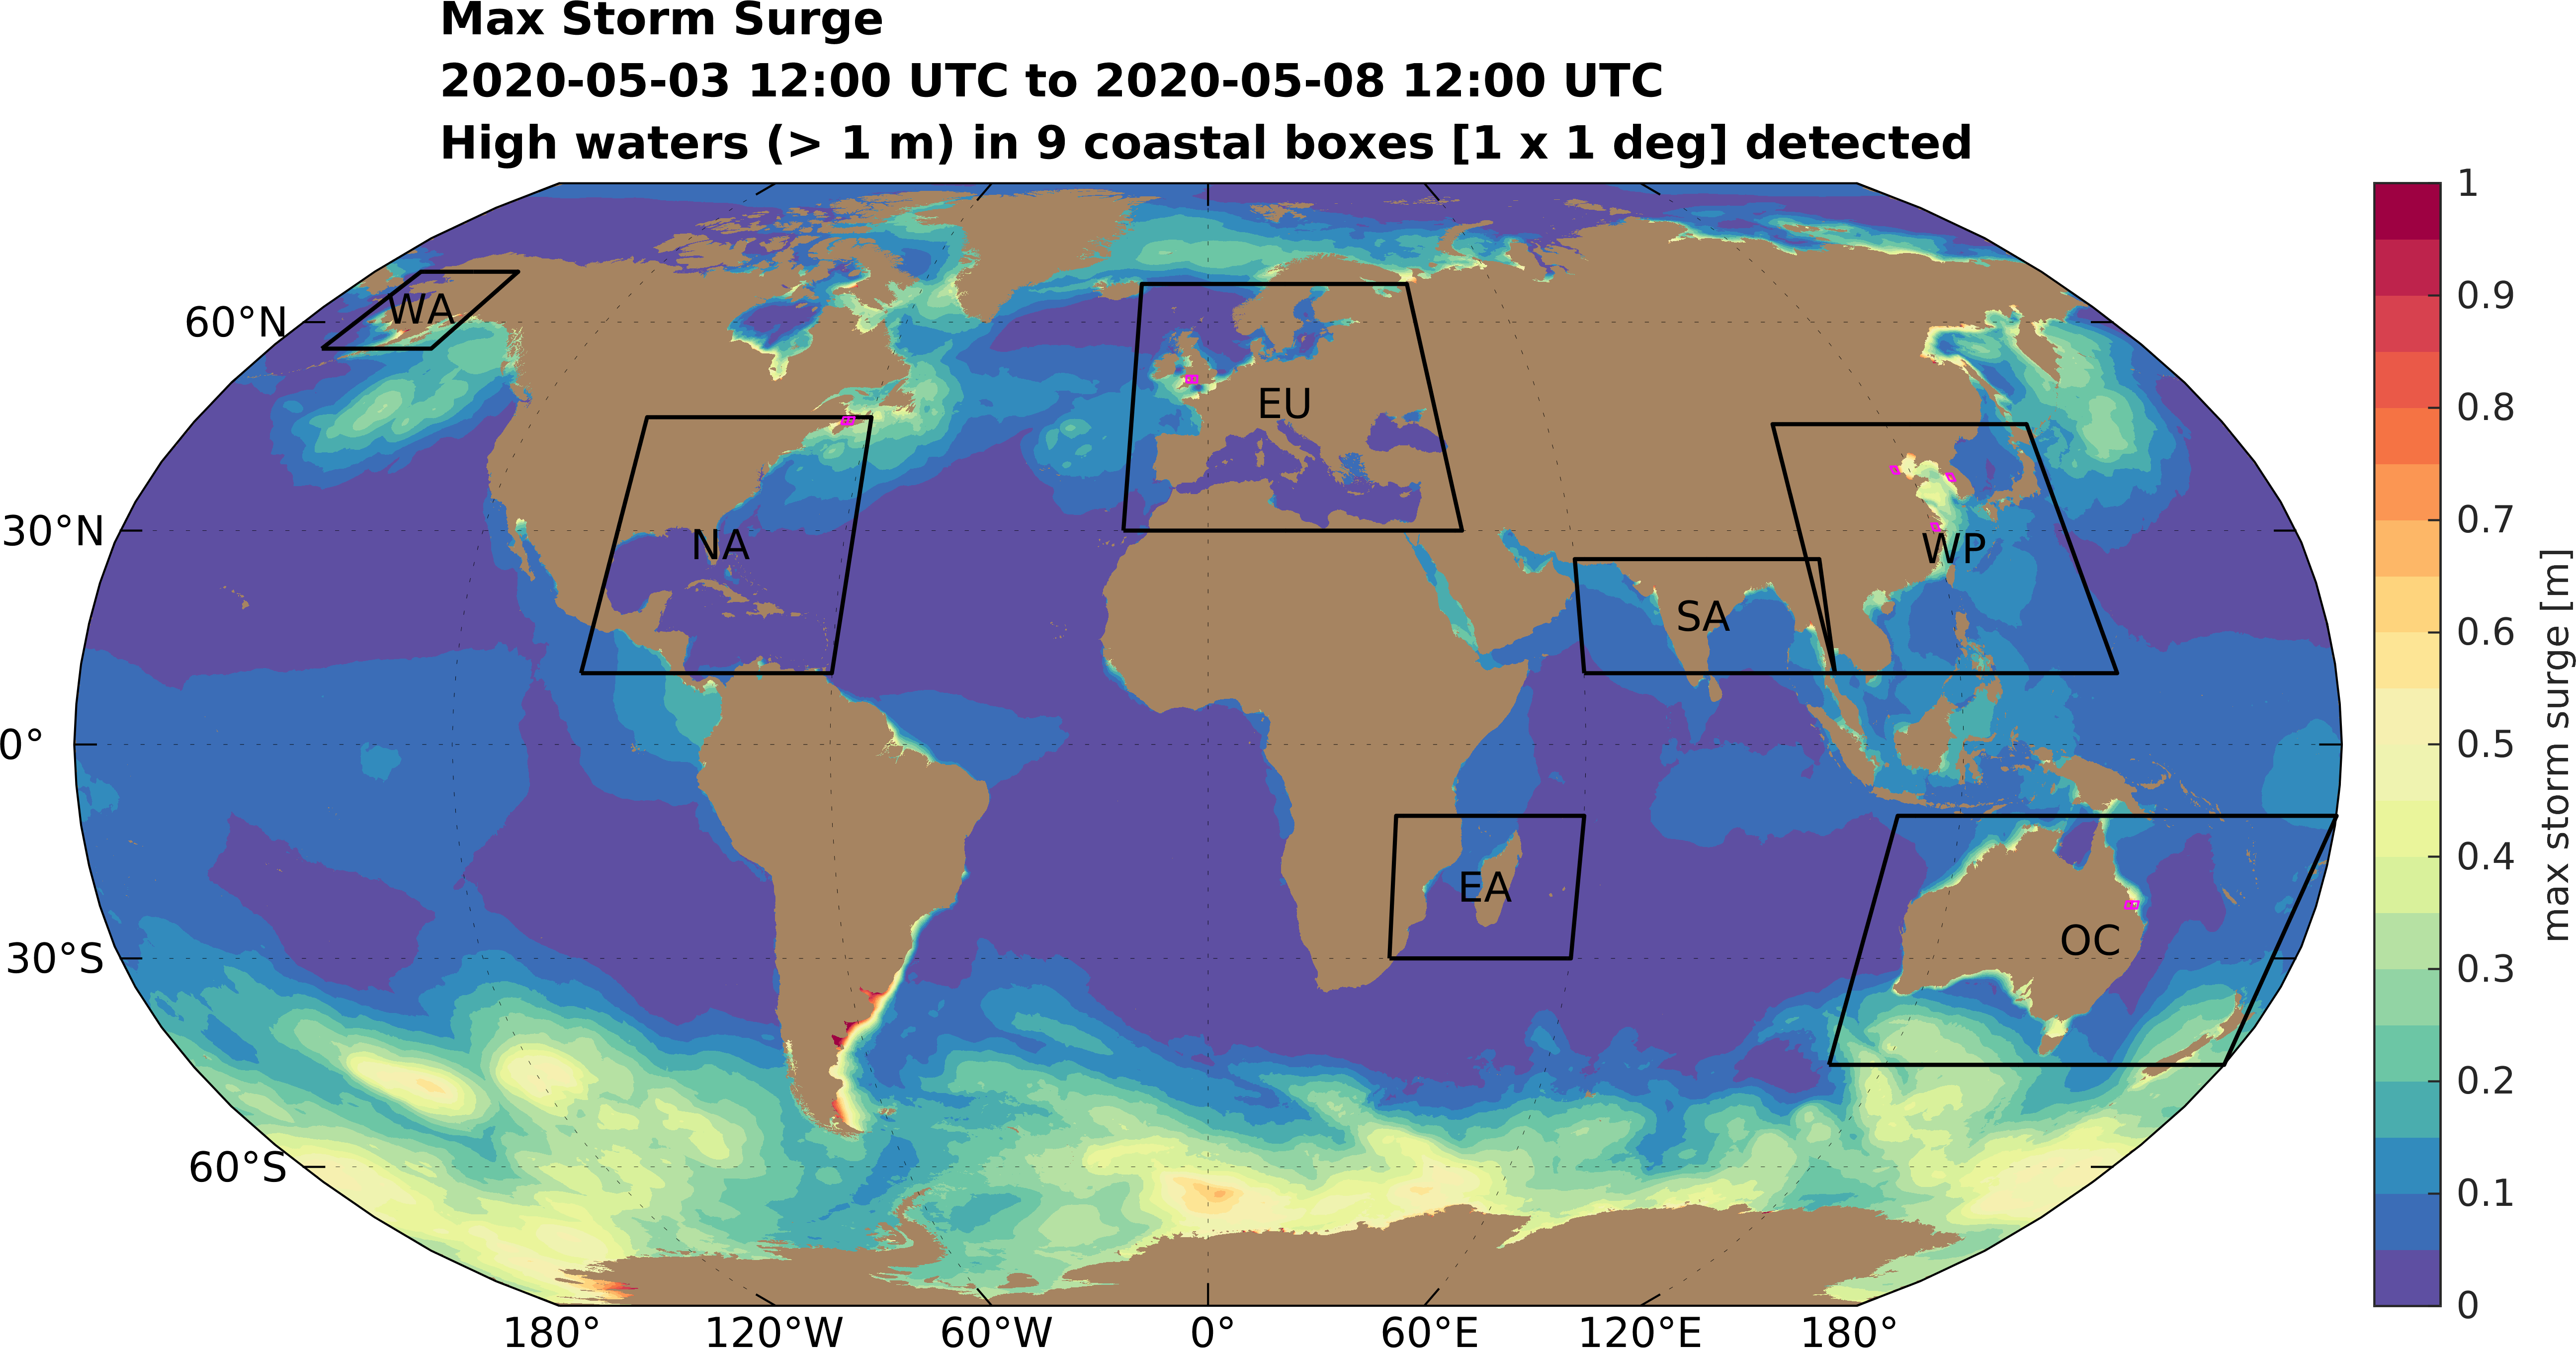 Max Storm Surge
2020-05-03 12:00 UTC to 2020-05-08 12:00 UTC
High waters (> 1 m) in 9 coastal boxes [1 x 1 deg] detected
60°N
30°N
0°
30°S
60°S
WA
NA
EU
SA
WP
EA
OC
180°
120°W
60°W
0°
60°E
120°E
180°
1
0.9
0.8
0.7
0.6
0.5
0.4
0.3
0.2
0.1
0
max storm surge [m]